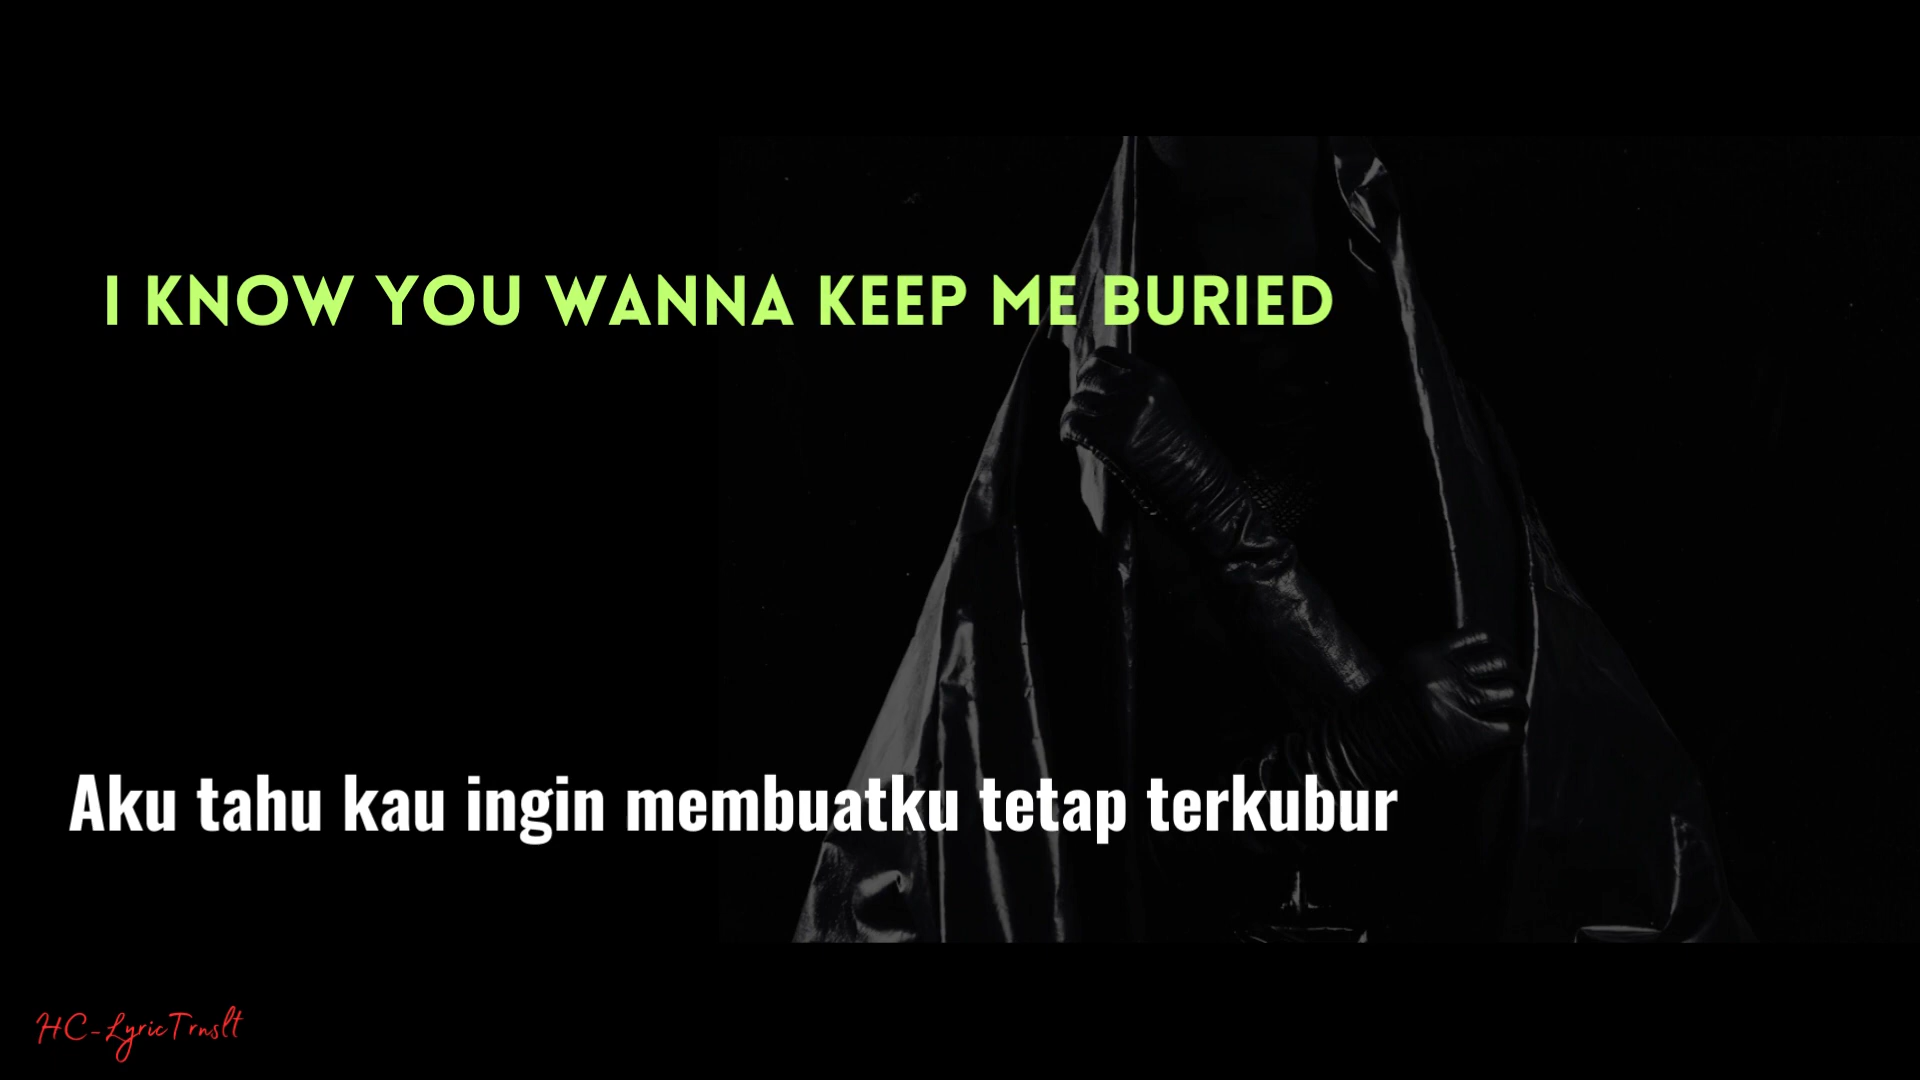 I KNOW YOU WANNA KEEP ME BURIED
Aku tahu kau ingin membuatku tetap terkubur
HC-LyricTrnslt